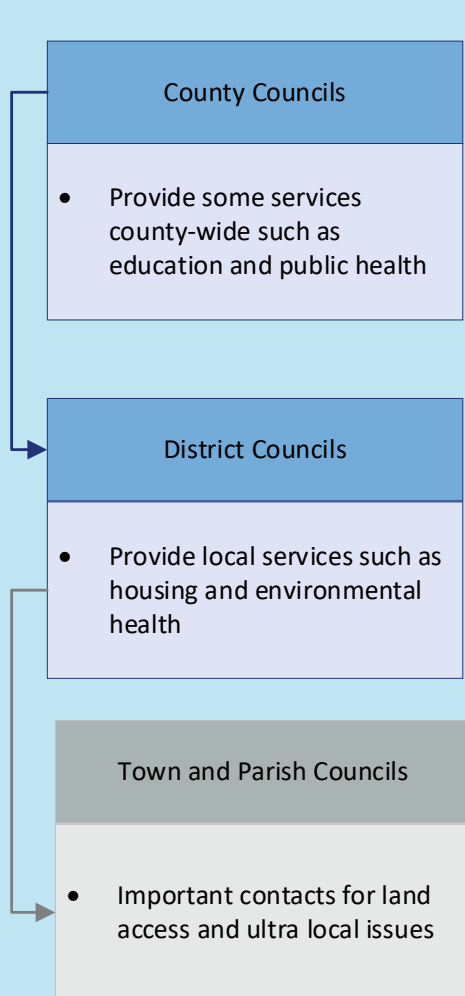 County Councils
• Provide some services
county-wide such as
education and public health
District Councils
• Provide local services such as
housing and environmental
health
Town and Parish Councils
• Important contacts for land
access and ultra local issues